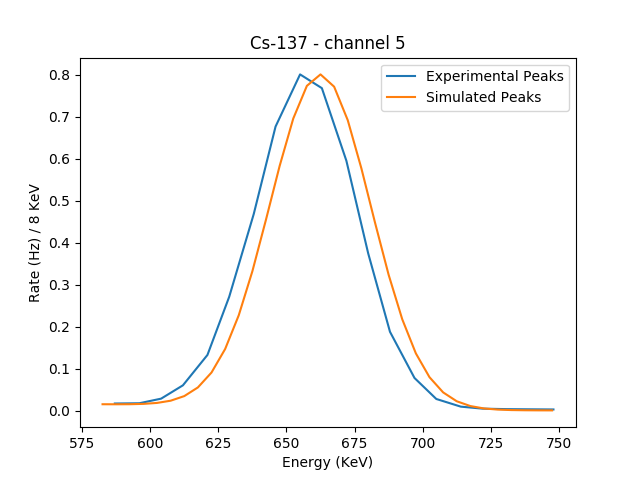 Cs-137 - channel 5
Experimental Peaks
Simulated Peaks
Rate (Hz) / 8 KeV
0.8
0.7
0.6
0.5
0.4
0.3
0.2
0.1
0.0
575 600 625 650 675 700 725 750
Energy (KeV)